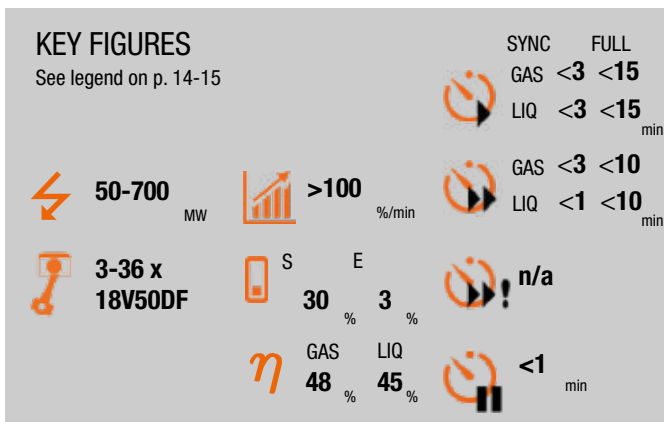 KEY FIGURES
See legend on p. 14-15
SYNC FULL
GAS <3 <15
LIQ <3 <15
min
50-700 MW
>100 %/min
GAS <3 <10
LIQ <1 <10
min
3-36 x
18V50DF
S E
30 % 3 %
n/a
!
η
GAS LIQ
48 % 45 %
<1 min